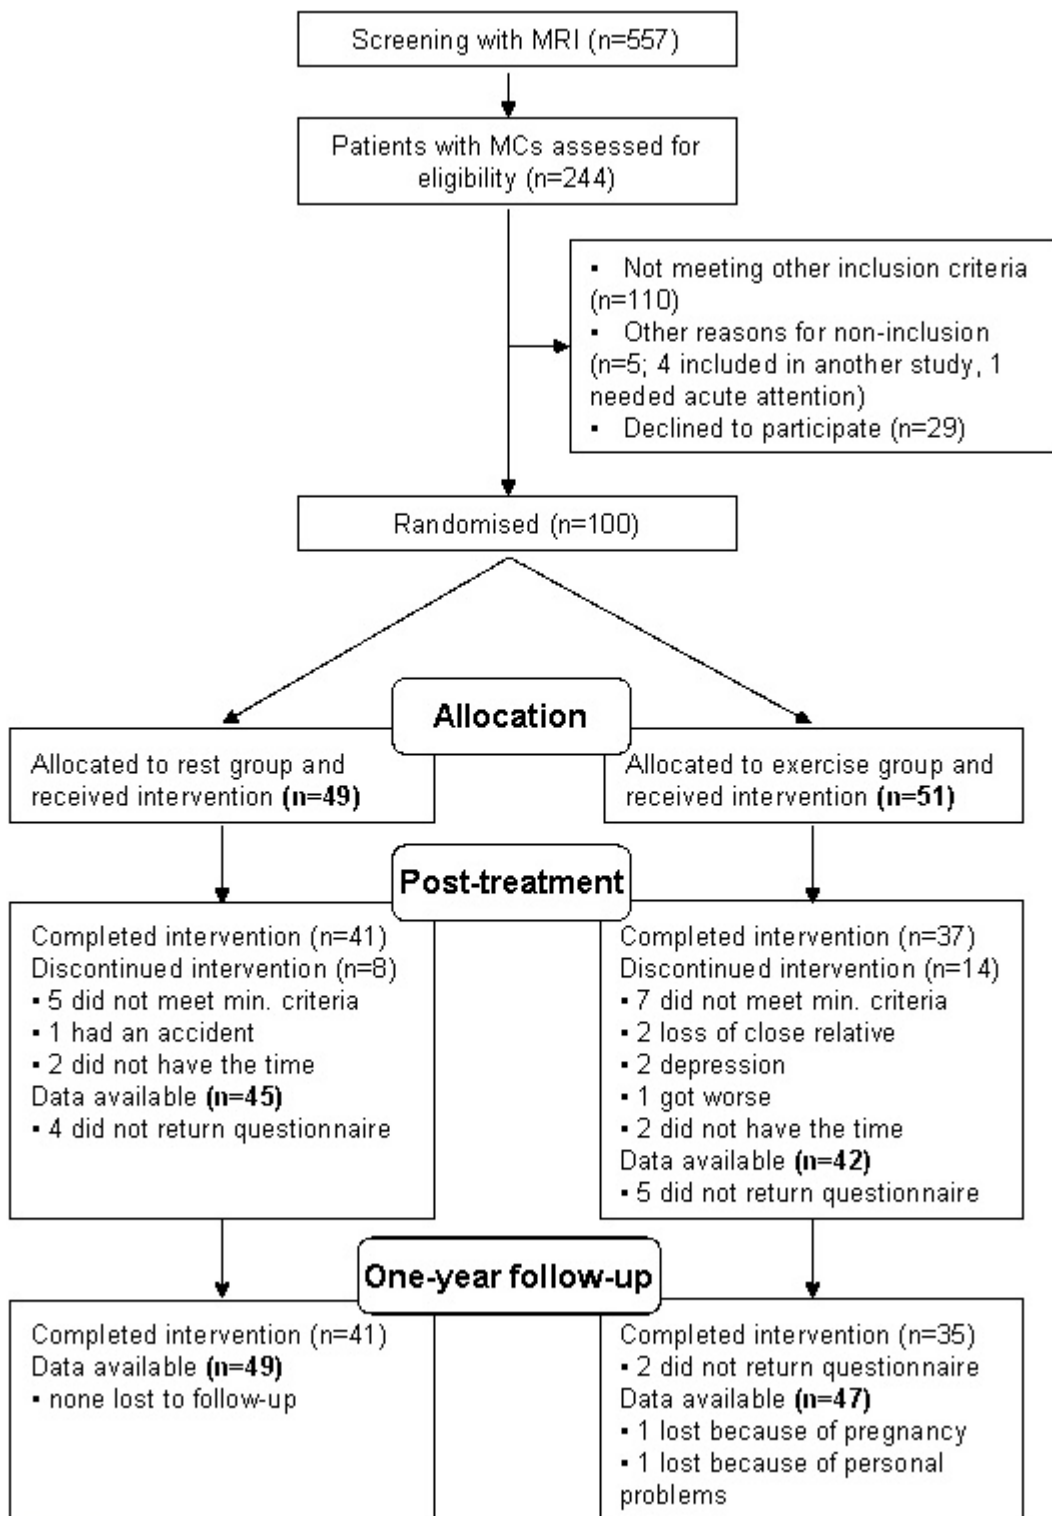 Screening with MRI (n=557)
Patients with MCs assessed for
eligibility (n=244)
▪ Not meeting other inclusion criteria
(n=110)
▪ Other reasons for non-inclusion
(n=5; 4 included in another study, 1
needed acute attention)
▪ Declined to participate (n=29)
Randomised (n=100)
Allocation
Allocated to rest group and
received intervention (n=49)
Allocated to exercise group and
received intervention (n=51)
Post-treatment
Completed intervention (n=41)
Discontinued intervention (n=8)
▪ 5 did not meet min. criteria
▪ 1 had an accident
▪ 2 did not have the time
Data available (n=45)
▪ 4 did not return questionnaire
Completed intervention (n=37)
Discontinued intervention (n=14)
▪ 7 did not meet min. criteria
▪ 2 loss of close relative
▪ 2 depression
▪ 1 got worse
▪ 2 did not have the time
Data available (n=42)
▪ 5 did not return questionnaire
One-year follow-up
Completed intervention (n=41)
Data available (n=49)
▪ none lost to follow-up
Completed intervention (n=35)
▪ 2 did not return questionnaire
Data available (n=47)
▪ 1 lost because of pregnancy
▪ 1 lost because of personal
problems